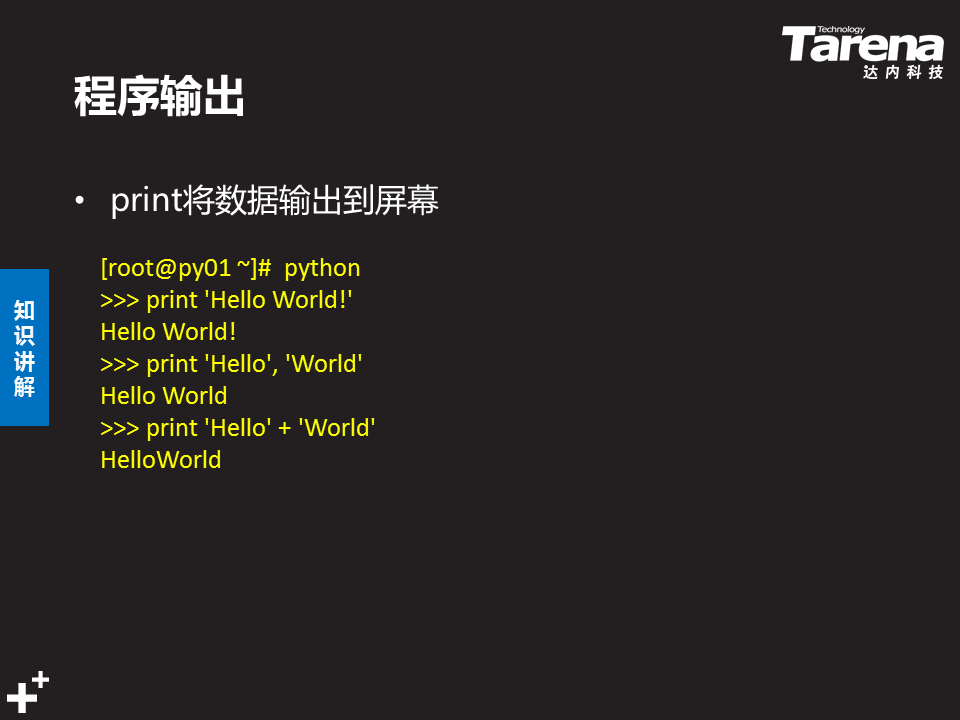 Technology
Tarena
达内科技
程序输出
• print将数据输出到屏幕
[root@py01 ~]#  python
>>> print 'Hello World!'
Hello World!
>>> print 'Hello', 'World'
Hello World
>>> print 'Hello' + 'World'
HelloWorld
知
识
讲
解